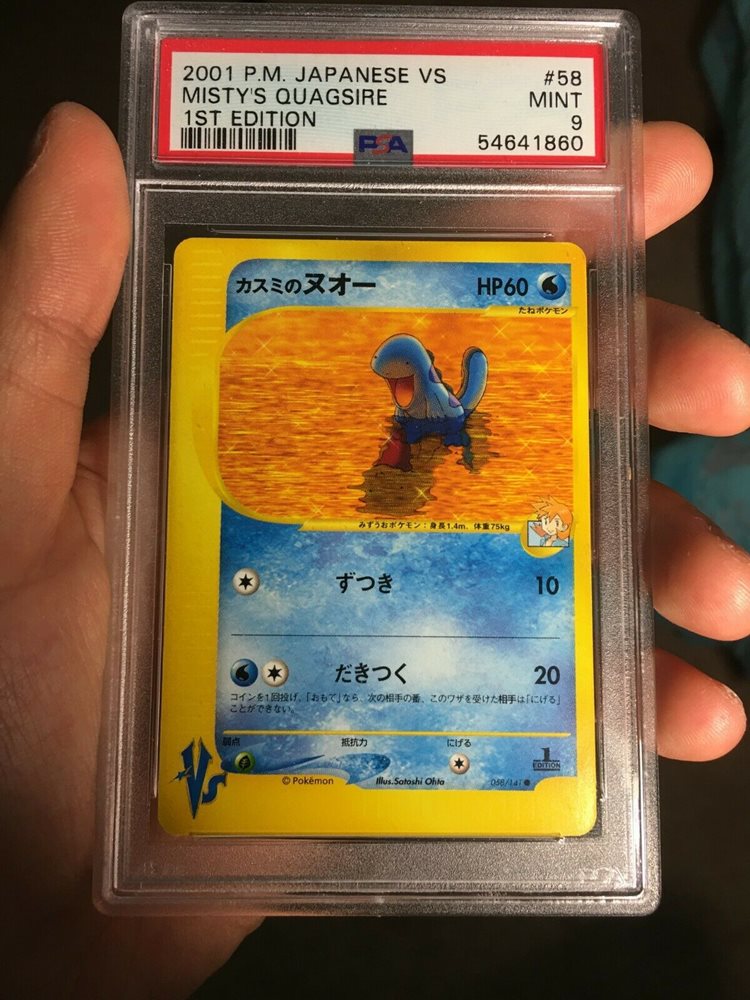 2001 P.M. JAPANESE VS #58
MISTY'S QUAGSIRE MINT
1ST EDITION 9
PSA 54641860
カスミのヌオー HP60
たねポケモン
みずうおポケモン：身長1.4m、体重75kg
ずつき 10
だきつく 20
コインを1回投げ、「おもて」なら、次の相手の番、このワザを受けた相手は「にげる」
ことができない。
弱点 抵抗力 にげる
1
EDITION
VS
© Pokémon Illus.Satoshi Ohta 058/141